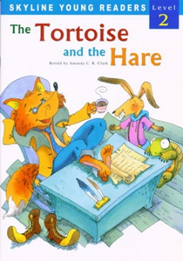 SKYLINE YOUNG READERS
Level
2
The Tortoise
and the Hare
Retold by Amanda C. R. Clark